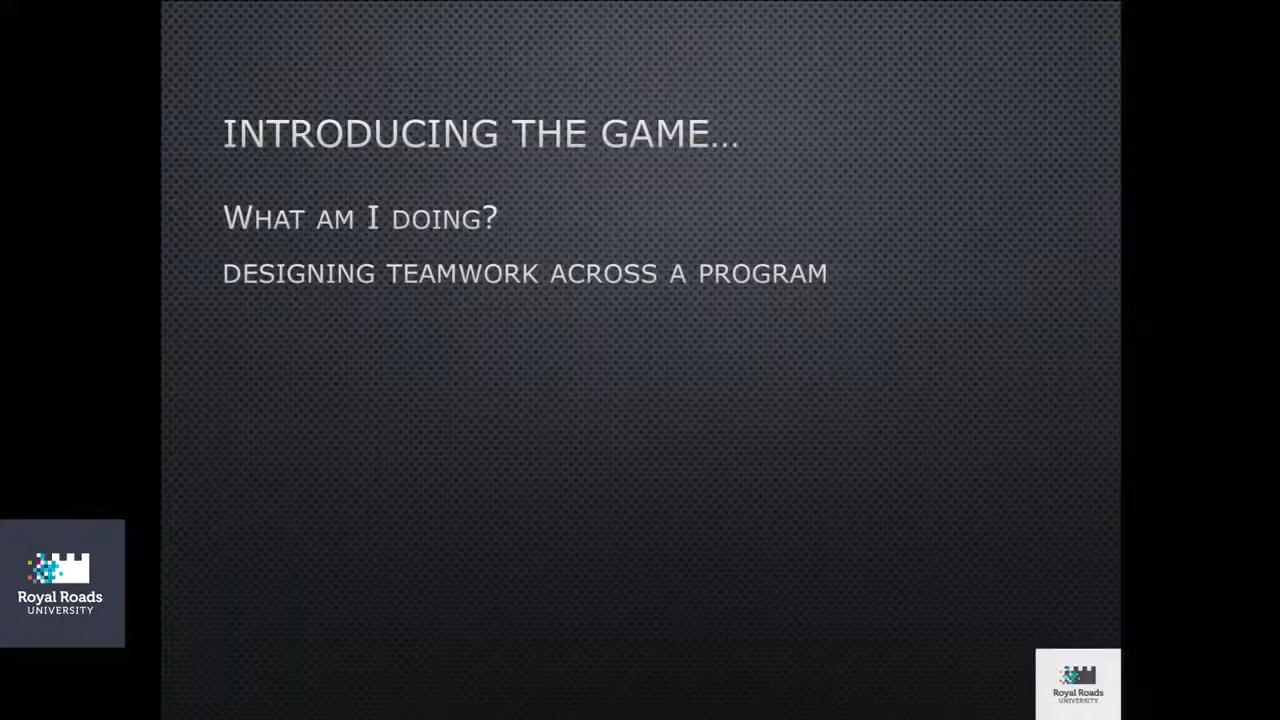 INTRODUCING THE GAME…
WHAT AM I DOING?
DESIGNING TEAMWORK ACROSS A PROGRAM
Royal Roads
UNIVERSITY
Royal Roads
UNIVERSITY